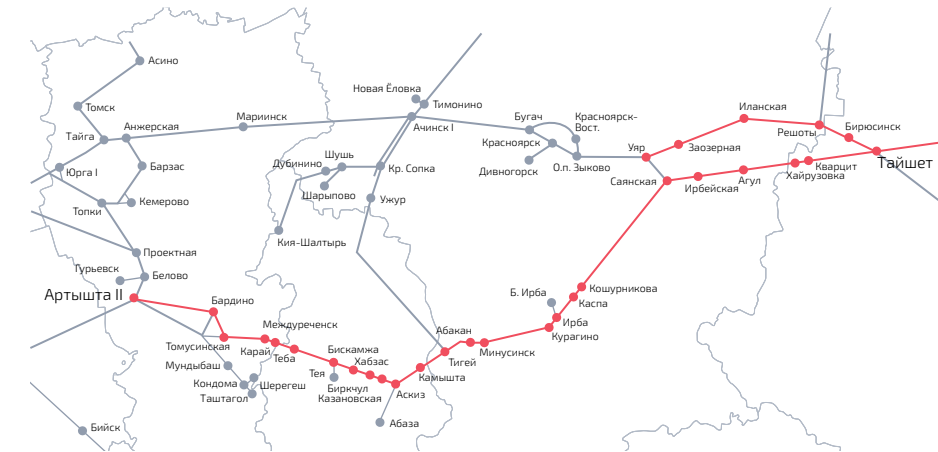 Асино
Томск
Тайга
Анжерская
Мариинск
Новая Ёловка
Тимонино
Ачинск I
Бугач
Красноярск-
Вост.
Красноярск
Дивногорск
О.п. Зыково
Уяр
Заозерная
Иланская
Решоты
Бирюсинск
Тайшет
Юрга I
Барзас
Кемерово
Топки
Дубинино
Шушь
Шарыпово
Кр. Сопка
Ужур
Кия-Шалтырь
Саянская
Ирбейская
Агул
Хайрузовка
Кварцит
Проектная
Гурьевск
Белово
Артышта II
Бардино
Томусинская
Междуреченск
Карай
Теба
Мундыбаш
Кондома
Шерегеш
Таштагол
Бискамжа
Тея
Хабзас
Биркчул
Казановская
Аскиз
Абаза
Камышта
Тигей
Абакан
Минусинск
Б. Ирба
Ирба
Курагино
Каспа
Кошурникова
Бийск